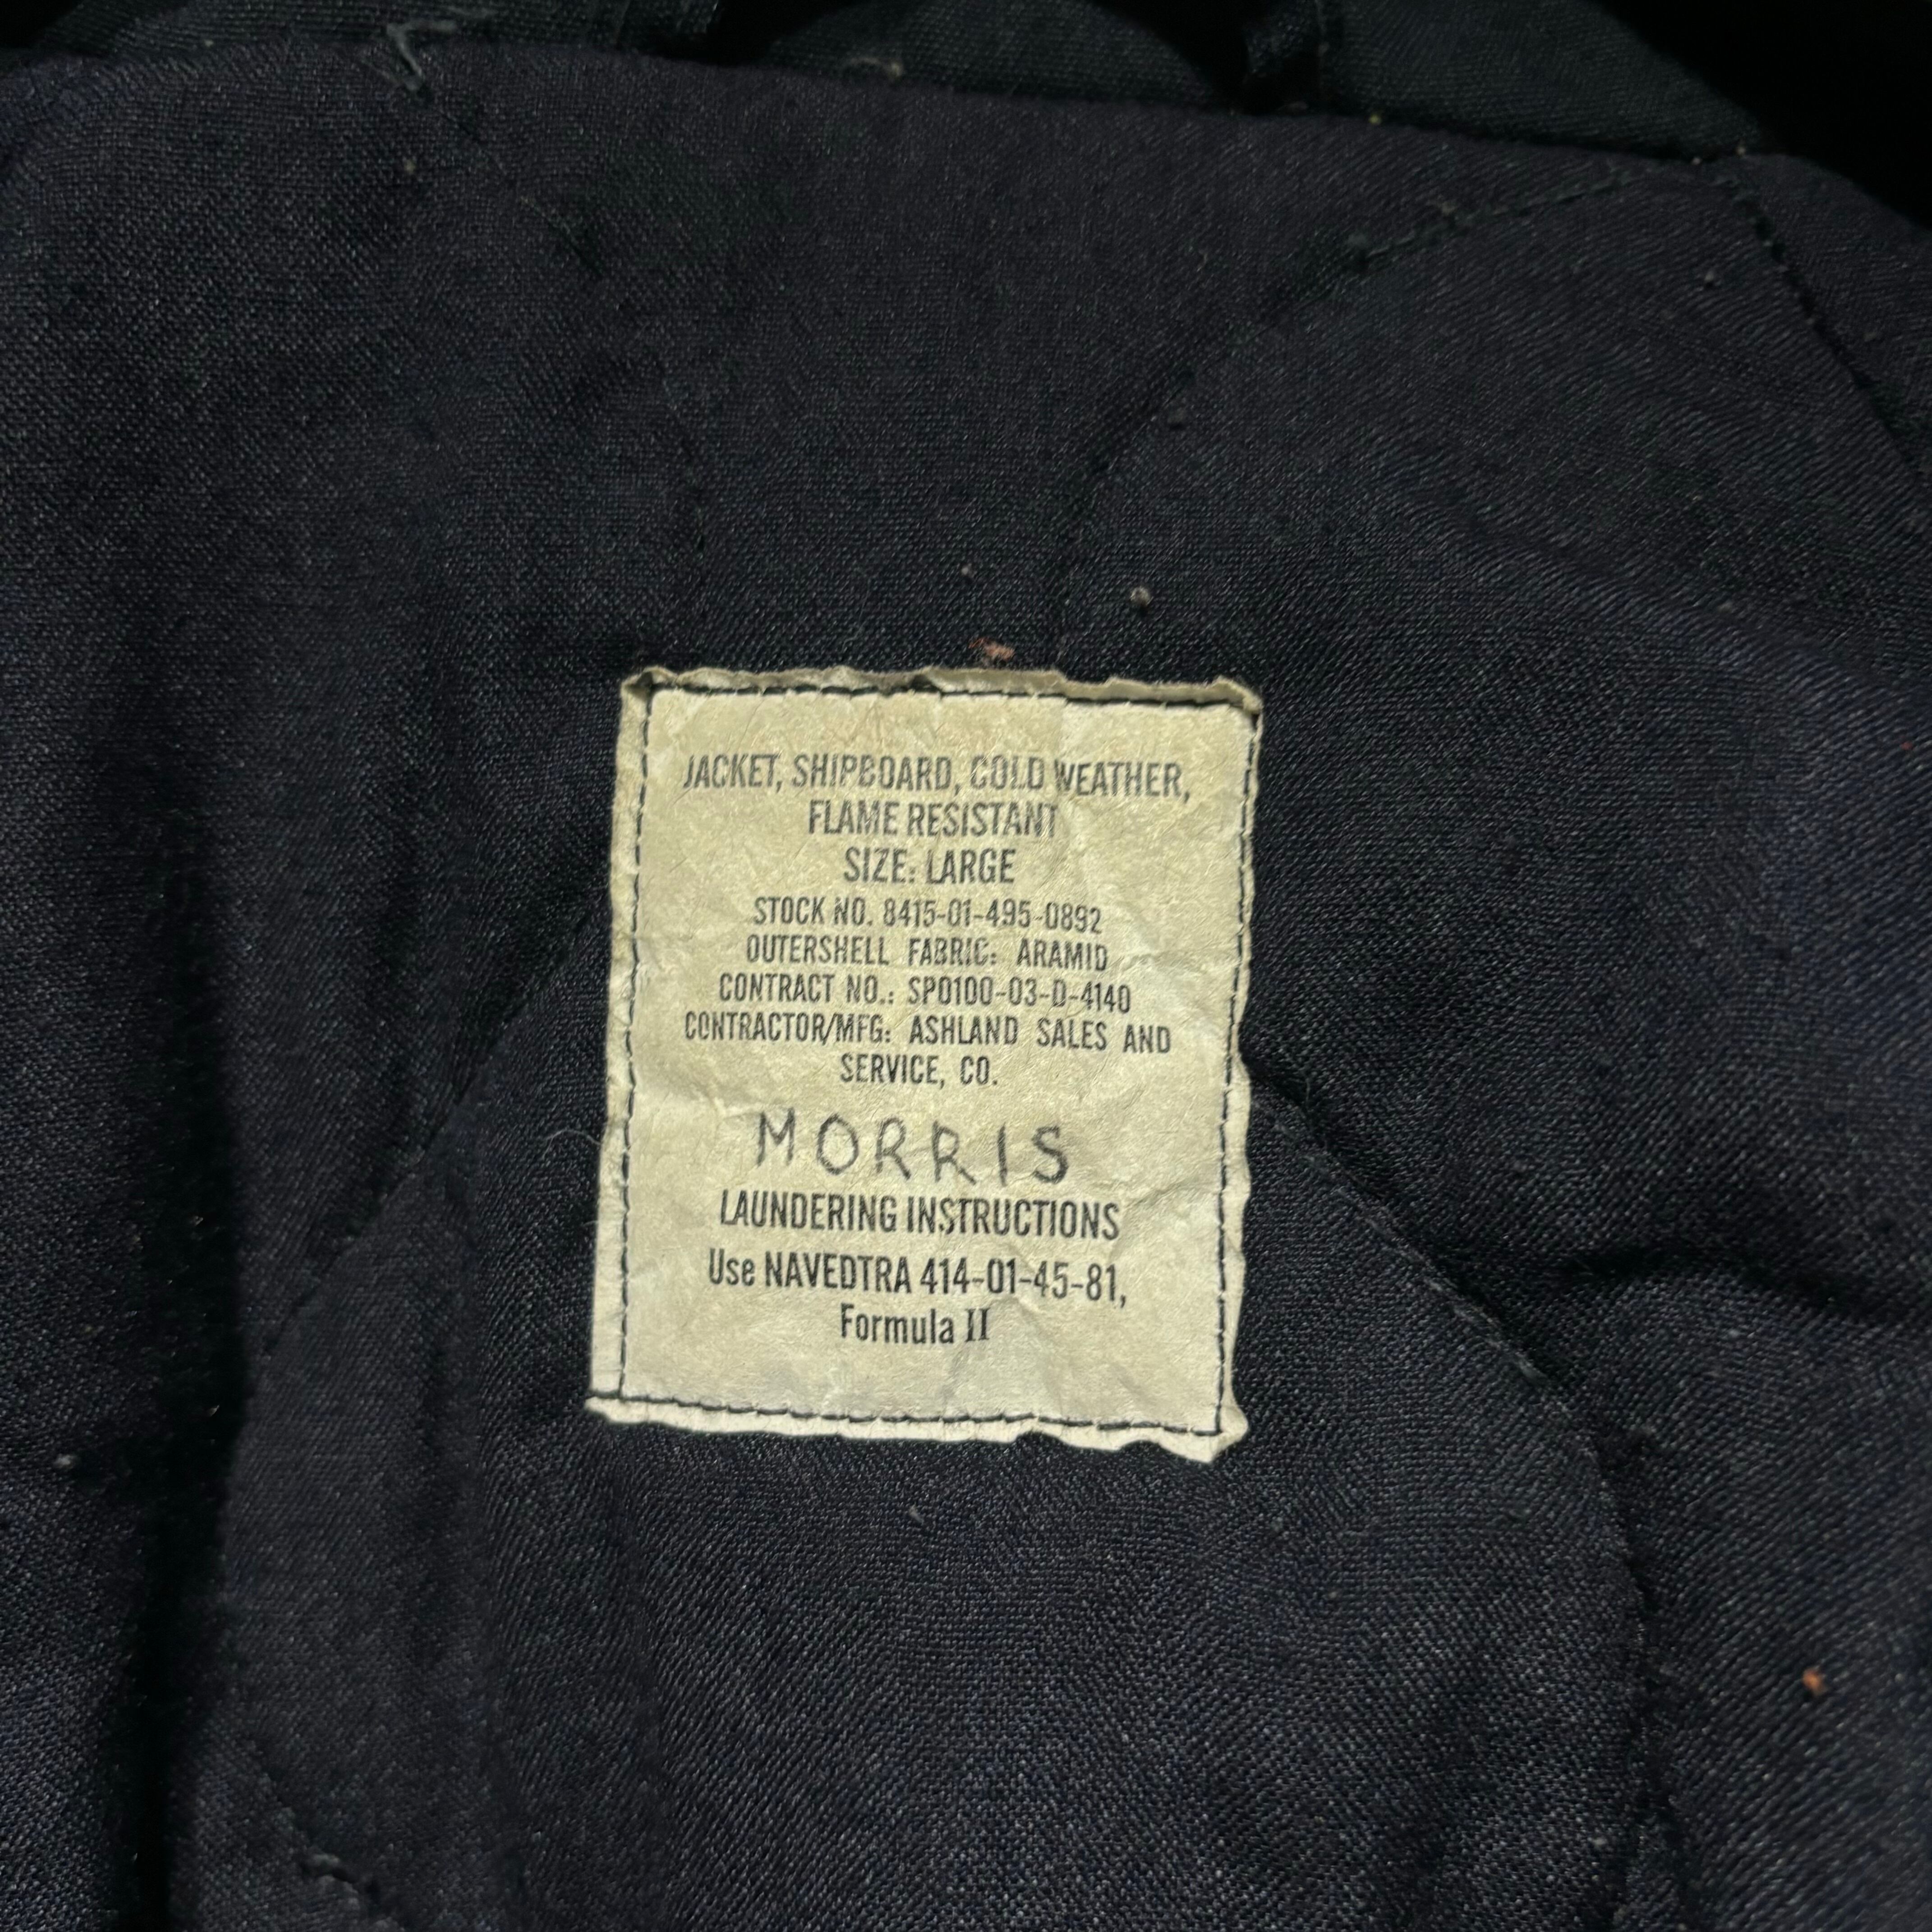 JACKET, SHIPBOARD, COLD WEATHER,
FLAME RESISTANT
SIZE: LARGE
STOCK NO. 8415-01-495-0892
OUTERSHELL FABRIC: ARAMID
CONTRACT NO.: SP0100-03-D-4140
CONTRACTOR/MFG: ASHLAND SALES AND
SERVICE, CO.
MORRIS
LAUNDERING INSTRUCTIONS
Use NAVEDTRA 414-01-45-81,
Formula II